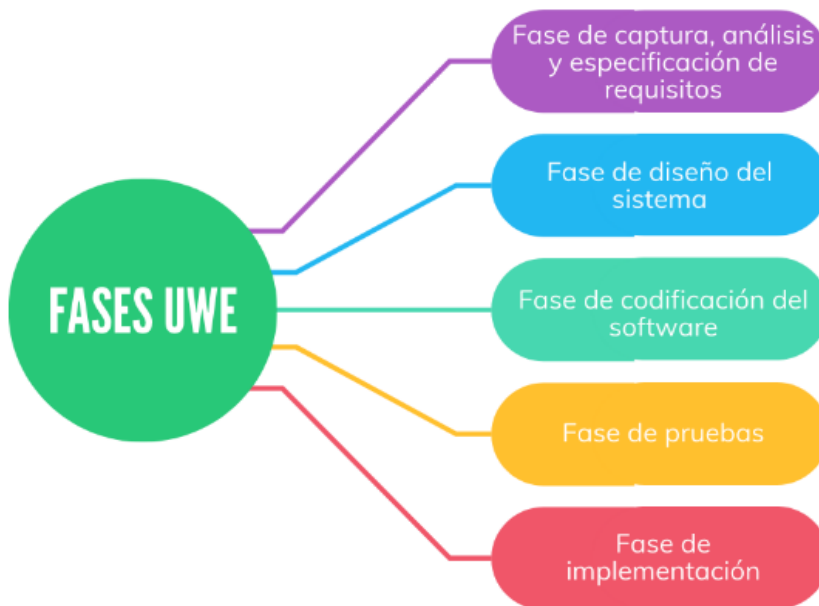 FASES UWE
Fase de captura, análisis
y especificación de
requisitos
Fase de diseño del
sistema
Fase de codificación del
software
Fase de pruebas
Fase de
implementación